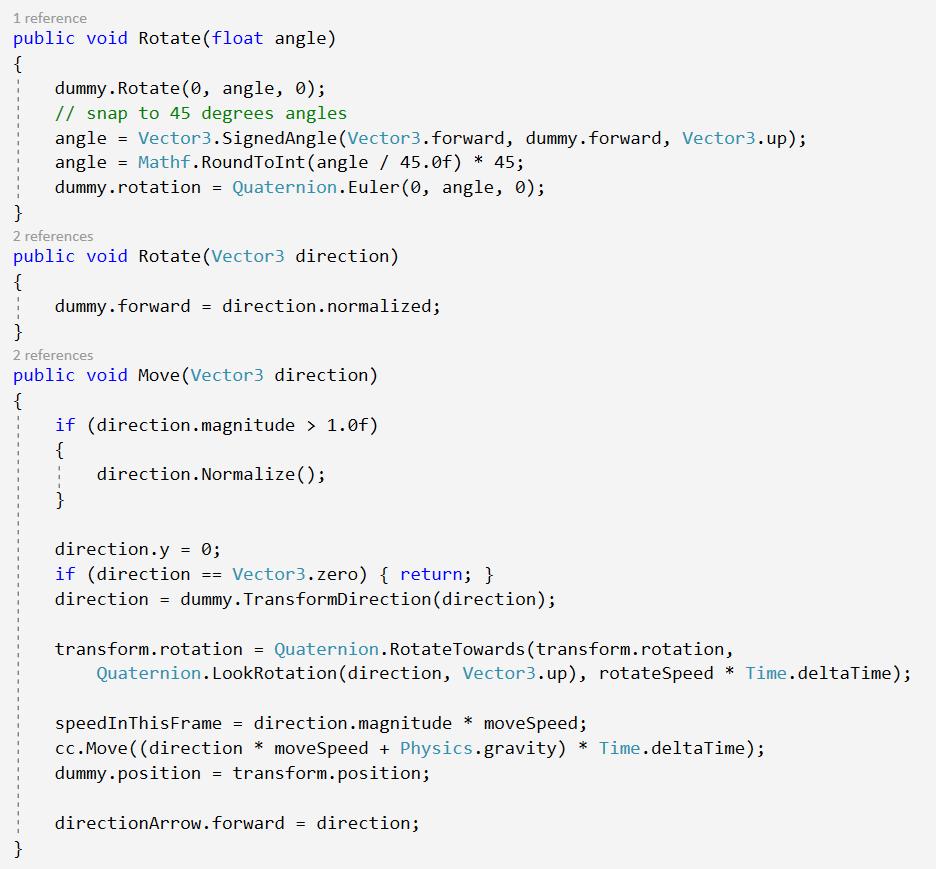 1 reference
public void Rotate(float angle)
{
    dummy.Rotate(0, angle, 0);
    // snap to 45 degrees angles
    angle = Vector3.SignedAngle(Vector3.forward, dummy.forward, Vector3.up);
    angle = Mathf.RoundToInt(angle / 45.0f) * 45;
    dummy.rotation = Quaternion.Euler(0, angle, 0);
}
2 references
public void Rotate(Vector3 direction)
{
    dummy.forward = direction.normalized;
}
2 references
public void Move(Vector3 direction)
{
    if (direction.magnitude > 1.0f)
    {
        direction.Normalize();
    }

    direction.y = 0;
    if (direction == Vector3.zero) { return; }
    direction = dummy.TransformDirection(direction);

    transform.rotation = Quaternion.RotateTowards(transform.rotation,
        Quaternion.LookRotation(direction, Vector3.up), rotateSpeed * Time.deltaTime);

    speedInThisFrame = direction.magnitude * moveSpeed;
    cc.Move((direction * moveSpeed + Physics.gravity) * Time.deltaTime);
    dummy.position = transform.position;

    directionArrow.forward = direction;
}